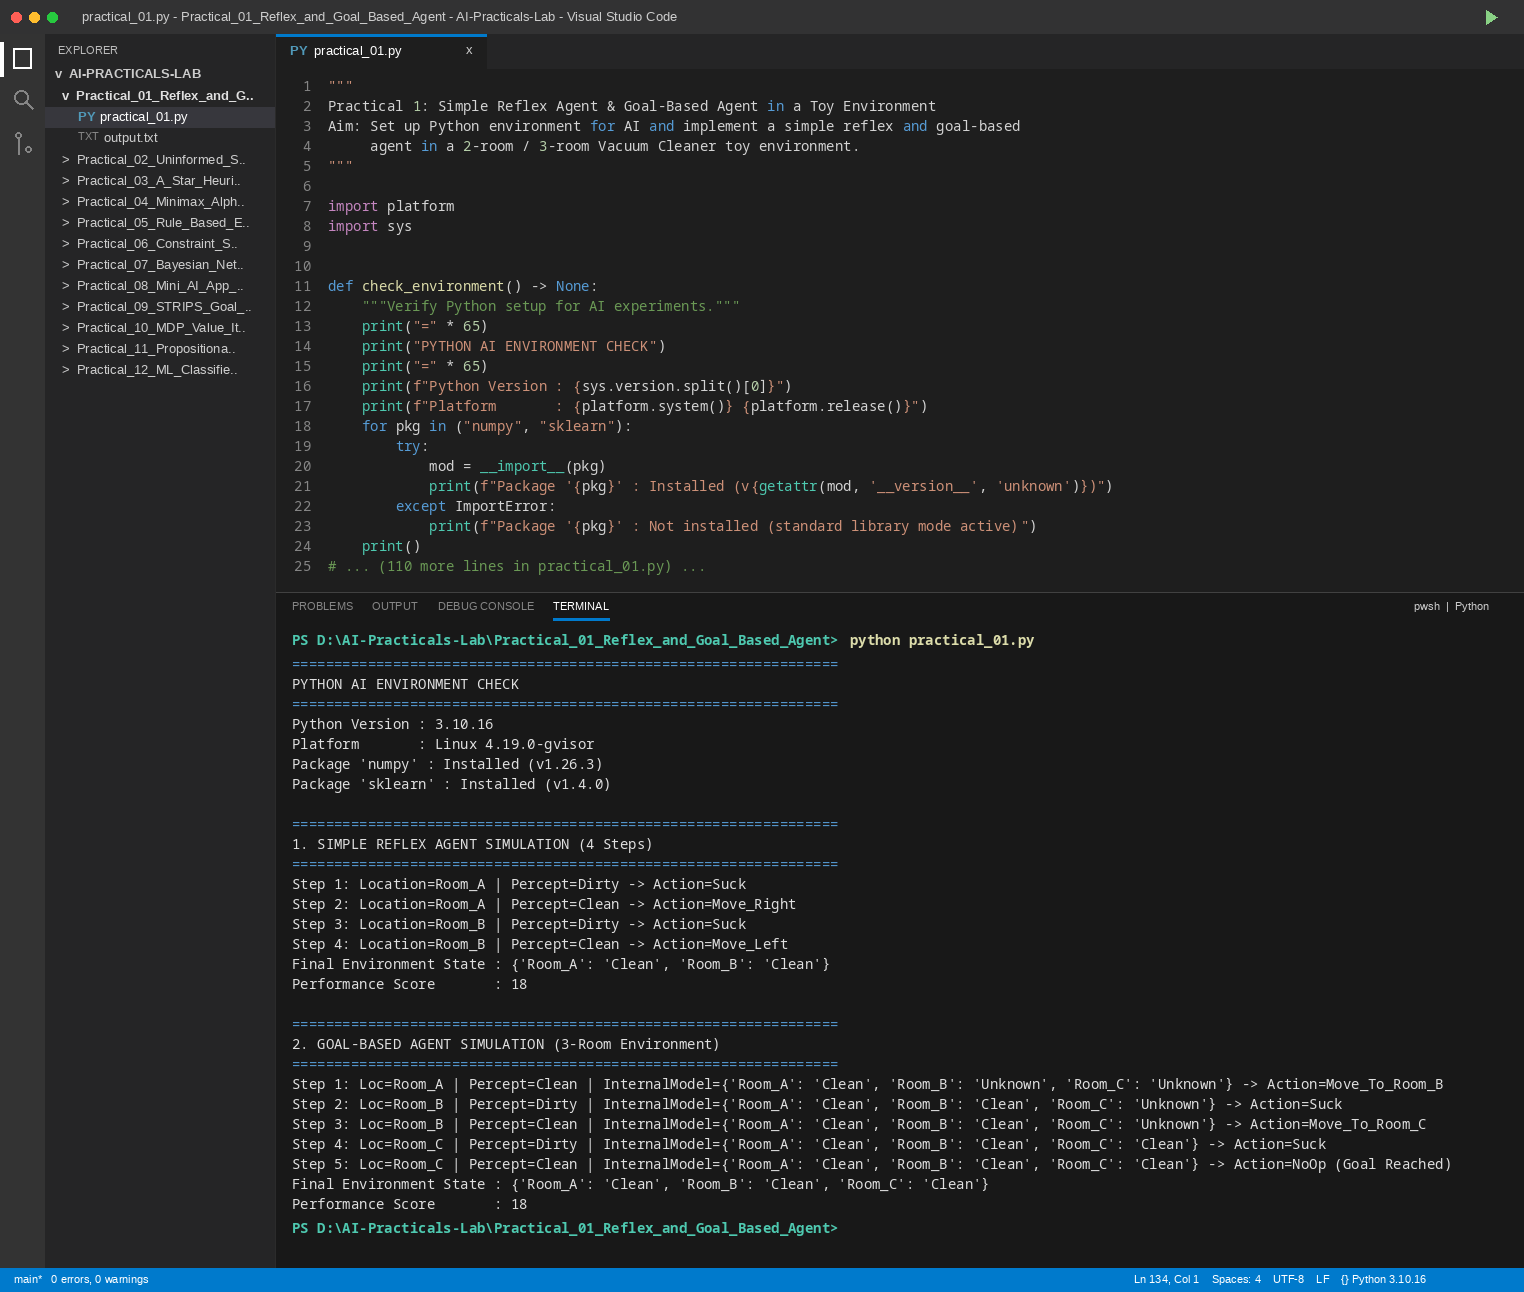 practical_01.py - Practical_01_Reflex_and_Goal_Based_Agent - AI-Practicals-Lab - Visual Studio Code
EXPLORER
v AI-PRACTICALS-LAB
v Practical_01_Reflex_and_G..
PY practical_01.py
TXT output.txt
> Practical_02_Uninformed_S..
> Practical_03_A_Star_Heuri..
> Practical_04_Minimax_Alph..
> Practical_05_Rule_Based_E..
> Practical_06_Constraint_S..
> Practical_07_Bayesian_Net..
> Practical_08_Mini_AI_App_..
> Practical_09_STRIPS_Goal_..
> Practical_10_MDP_Value_It..
> Practical_11_Propositiona..
> Practical_12_ML_Classifie..
PY practical_01.py x
1 """
2 Practical 1: Simple Reflex Agent & Goal-Based Agent in a Toy Environment
3 Aim: Set up Python environment for AI and implement a simple reflex and goal-based
4      agent in a 2-room / 3-room Vacuum Cleaner toy environment.
5 """
6
7 import platform
8 import sys
9
10
11 def check_environment() -> None:
12     """Verify Python setup for AI experiments."""
13     print("=" * 65)
14     print("PYTHON AI ENVIRONMENT CHECK")
15     print("=" * 65)
16     print(f"Python Version : {sys.version.split()[0]}")
17     print(f"Platform       : {platform.system()} {platform.release()}")
18     for pkg in ("numpy", "sklearn"):
19         try:
20             mod = __import__(pkg)
21             print(f"Package '{pkg}' : Installed (v{getattr(mod, '__version__', 'unknown')})")
22         except ImportError:
23             print(f"Package '{pkg}' : Not installed (standard library mode active)")
24     print()
25 # ... (110 more lines in practical_01.py) ...
PROBLEMS OUTPUT DEBUG CONSOLE TERMINAL pwsh | Python
PS D:\AI-Practicals-Lab\Practical_01_Reflex_and_Goal_Based_Agent> python practical_01.py
=================================================================
PYTHON AI ENVIRONMENT CHECK
=================================================================
Python Version : 3.10.16
Platform       : Linux 4.19.0-gvisor
Package 'numpy' : Installed (v1.26.3)
Package 'sklearn' : Installed (v1.4.0)

=================================================================
1. SIMPLE REFLEX AGENT SIMULATION (4 Steps)
=================================================================
Step 1: Location=Room_A | Percept=Dirty -> Action=Suck
Step 2: Location=Room_A | Percept=Clean -> Action=Move_Right
Step 3: Location=Room_B | Percept=Dirty -> Action=Suck
Step 4: Location=Room_B | Percept=Clean -> Action=Move_Left
Final Environment State : {'Room_A': 'Clean', 'Room_B': 'Clean'}
Performance Score       : 18

=================================================================
2. GOAL-BASED AGENT SIMULATION (3-Room Environment)
=================================================================
Step 1: Loc=Room_A | Percept=Clean | InternalModel={'Room_A': 'Clean', 'Room_B': 'Unknown', 'Room_C': 'Unknown'} -> Action=Move_To_Room_B
Step 2: Loc=Room_B | Percept=Dirty | InternalModel={'Room_A': 'Clean', 'Room_B': 'Clean', 'Room_C': 'Unknown'} -> Action=Suck
Step 3: Loc=Room_B | Percept=Clean | InternalModel={'Room_A': 'Clean', 'Room_B': 'Clean', 'Room_C': 'Unknown'} -> Action=Move_To_Room_C
Step 4: Loc=Room_C | Percept=Dirty | InternalModel={'Room_A': 'Clean', 'Room_B': 'Clean', 'Room_C': 'Clean'} -> Action=Suck
Step 5: Loc=Room_C | Percept=Clean | InternalModel={'Room_A': 'Clean', 'Room_B': 'Clean', 'Room_C': 'Clean'} -> Action=NoOp (Goal Reached)
Final Environment State : {'Room_A': 'Clean', 'Room_B': 'Clean', 'Room_C': 'Clean'}
Performance Score       : 18
PS D:\AI-Practicals-Lab\Practical_01_Reflex_and_Goal_Based_Agent>
main* 0 errors, 0 warnings Ln 134, Col 1 Spaces: 4 UTF-8 LF {} Python 3.10.16